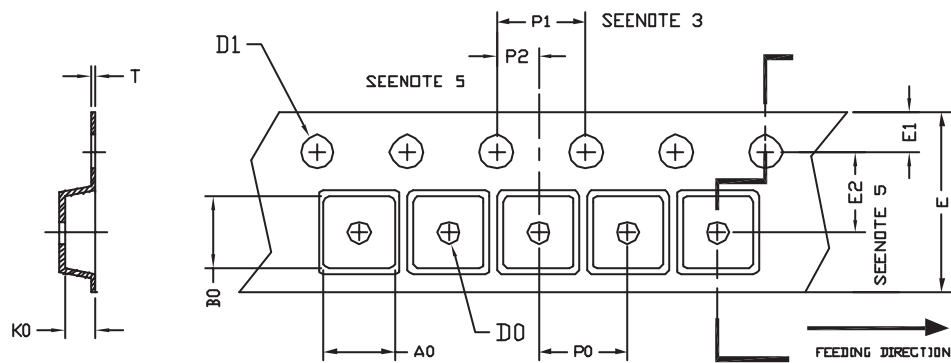 P1
SEENOTE 3
D1
P2
T
SEENOTE 5
E1
E2
E
SEENOTE 5
B0
K0
A0
D0
P0
FEEDING DIRECTION